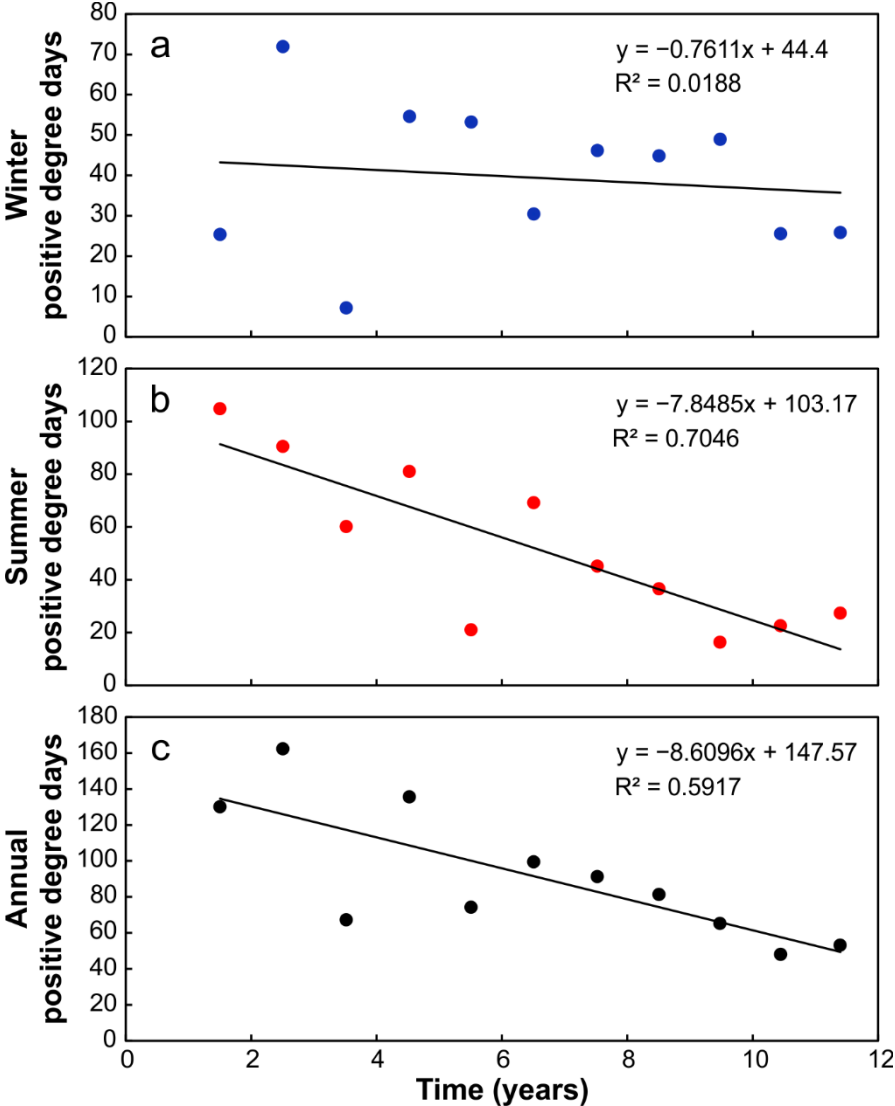 a
y = −0.7611x + 44.4
R² = 0.0188
Winter
positive degree days
80
70
60
50
40
30
20
10
0
b
y = −7.8485x + 103.17
R² = 0.7046
Summer
positive degree days
120
100
80
60
40
20
0
c
y = −8.6096x + 147.57
R² = 0.5917
Annual
positive degree days
180
160
140
120
100
80
60
40
20
0
0 2 4 6 8 10 12
Time (years)